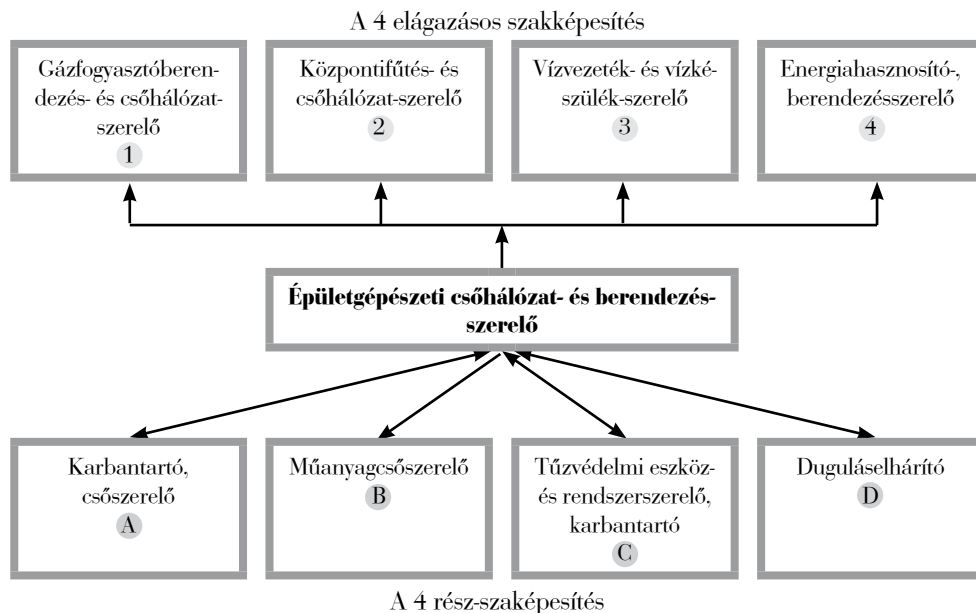 A 4 elágazásos szakképesítés
Gázfogyasztóberen-
dezés- és csőhálózat-
szerelő
1
Központifűtés- és
csőhálózat-szerelő
2
Vízvezeték- és vízké-
szülék-szerelő
3
Energiahasznosító-,
berendezésszerelő
4
Épületgépészeti csőhálózat- és berendezés-
szerelő
Karbantartó,
csőszerelő
A
Műanyagcsőszerelő
B
Tűzvédelmi eszköz-
és rendszerszerelő,
karbantartó
C
Duguláselhárító
D
A 4 rész-szaképesítés